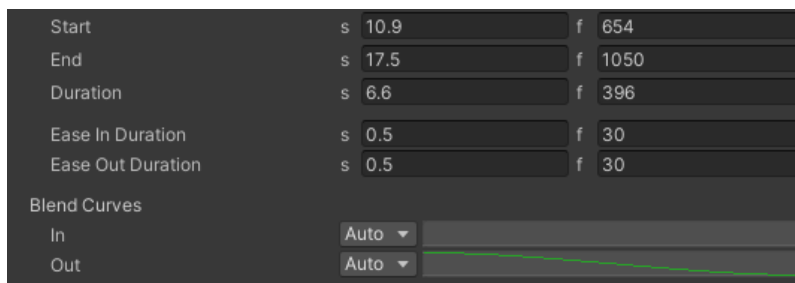 Start s 10.9 f 654
End s 17.5 f 1050
Duration s 6.6 f 396
Ease In Duration s 0.5 f 30
Ease Out Duration s 0.5 f 30
Blend Curves
In Auto
Out Auto